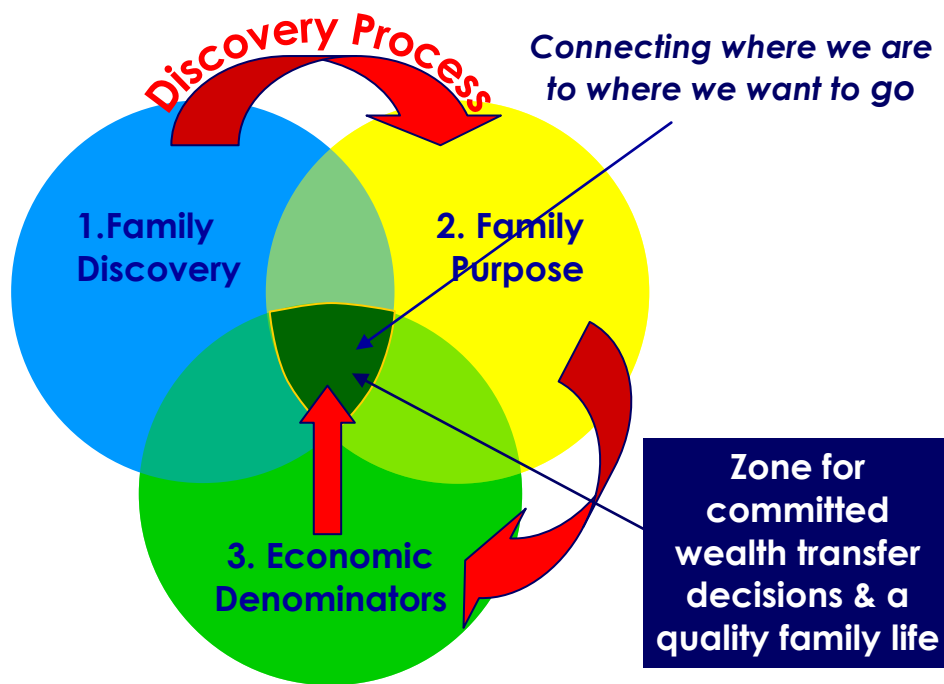 Discovery Process
Connecting where we are
to where we want to go
1.Family
Discovery
2. Family
Purpose
3. Economic
Denominators
Zone for
committed
wealth transfer
decisions & a
quality family life